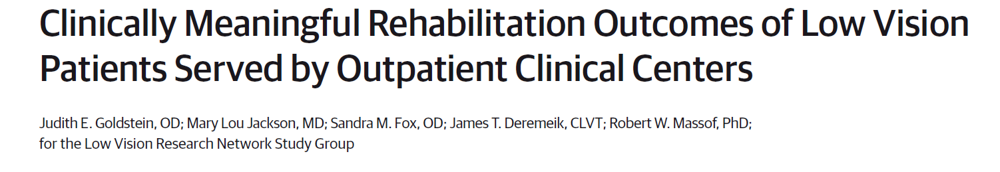 Clinically Meaningful Rehabilitation Outcomes of Low Vision
Patients Served by Outpatient Clinical Centers
Judith E. Goldstein, OD; Mary Lou Jackson, MD; Sandra M. Fox, OD; James T. Deremeik, CLVT; Robert W. Massof, PhD;
for the Low Vision Research Network Study Group